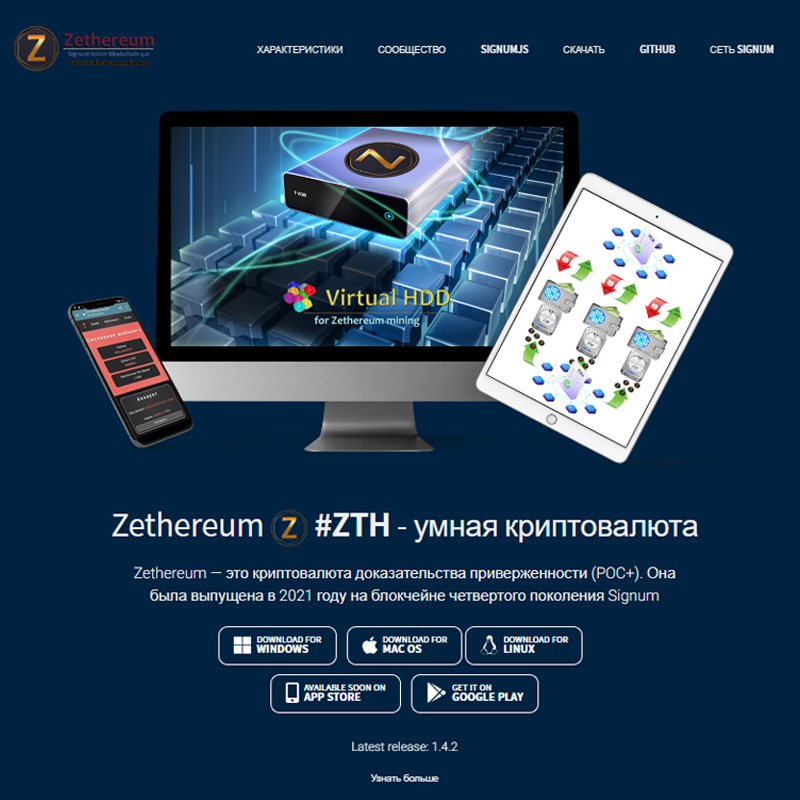 Zethereum
Signum token Blockchain 4.0
ХАРАКТЕРИСТИКИ
СООБЩЕСТВО
SIGNUMJS
СКАЧАТЬ
GITHUB
СЕТЬ SIGNUM
Virtual HDD
for Zethereum mining
Аккаунт
Zethereum Z #ZTH - умная криптовалюта
Zethereum — это криптовалюта доказательства приверженности (POC+). Она
была выпущена в 2021 году на блокчейне четвертого поколения Signum
DOWNLOAD FOR
WINDOWS
DOWNLOAD FOR
MAC OS
DOWNLOAD FOR
LINUX
AVAILABLE SOON ON
APP STORE
GET IT ON
GOOGLE PLAY
Latest release: 1.4.2
Узнать больше